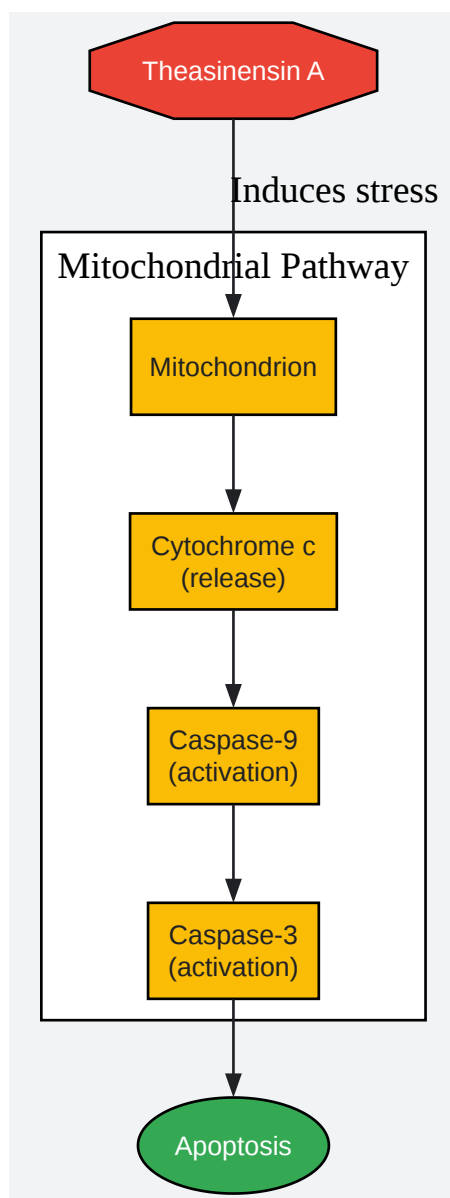 Theasinensin A
Induces stress
Mitochondrial Pathway
Mitochondrion
Cytochrome c
(release)
Caspase-9
(activation)
Caspase-3
(activation)
Apoptosis